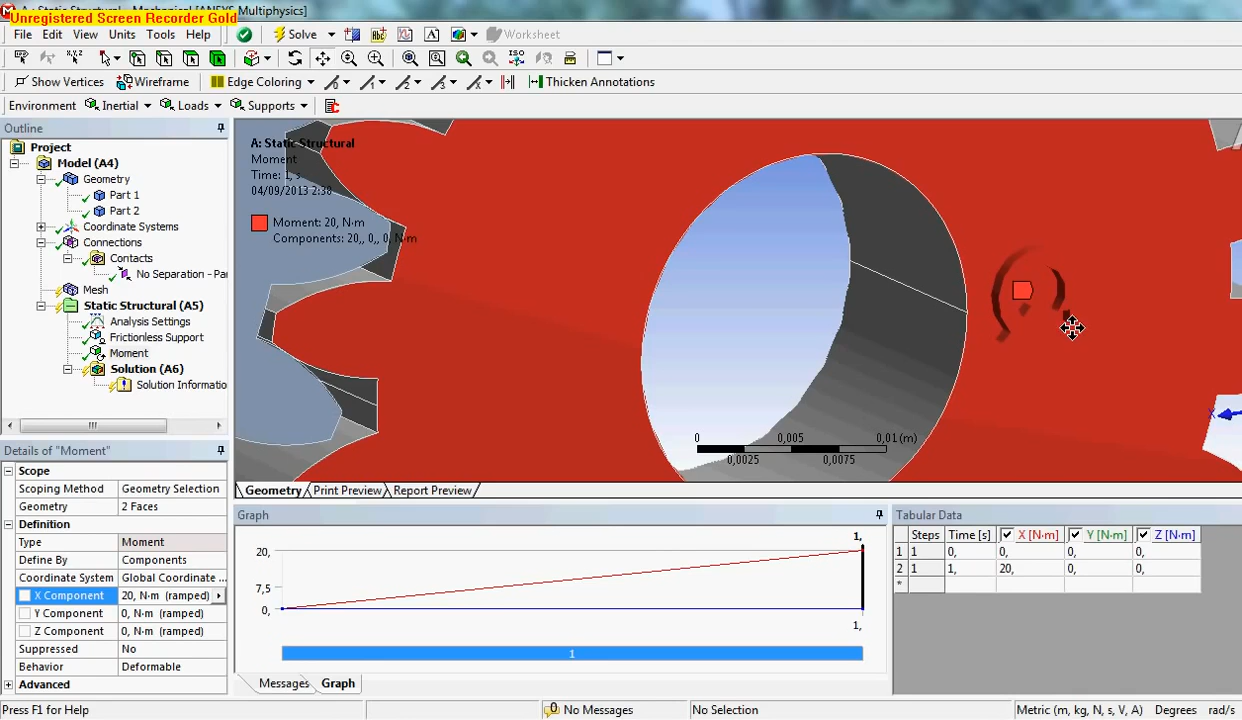 A : Static Structural - Mechanical [ANSYS Multiphysics]
Unregistered Screen Recorder Gold
File Edit View Units Tools Help Solve Worksheet
Show Vertices Wireframe Edge Coloring Thicken Annotations
Environment Inertial Loads Supports
Outline
Project
Model (A4)
Geometry
Part 1
Part 2
Coordinate Systems
Connections
Contacts
No Separation - Pa
Mesh
Static Structural (A5)
Analysis Settings
Frictionless Support
Moment
Solution (A6)
Solution Informatio
A: Static Structural
Moment
Time: 1, s
04/09/2013 2:38
Moment: 20, N·m
Components: 20,, 0,, 0, N·m
X
0 0,005 0,01 (m)
0,0025 0,0075
Geometry Print Preview Report Preview
Details of "Moment"
Scope
Scoping Method Geometry Selection
Geometry 2 Faces
Definition
Type Moment
Define By Components
Coordinate System Global Coordinate ...
X Component 20, N·m (ramped)
Y Component 0, N·m (ramped)
Z Component 0, N·m (ramped)
Suppressed No
Behavior Deformable
Advanced
Graph
1,
20,
7,5
0,
1,
1
Messages Graph
Tabular Data
Steps Time [s] X [N·m] Y [N·m] Z [N·m]
1 1 0, 0, 0, 0,
2 1 1, 20, 0, 0,
*
Press F1 for Help 0 No Messages No Selection Metric (m, kg, N, s, V, A) Degrees rad/s